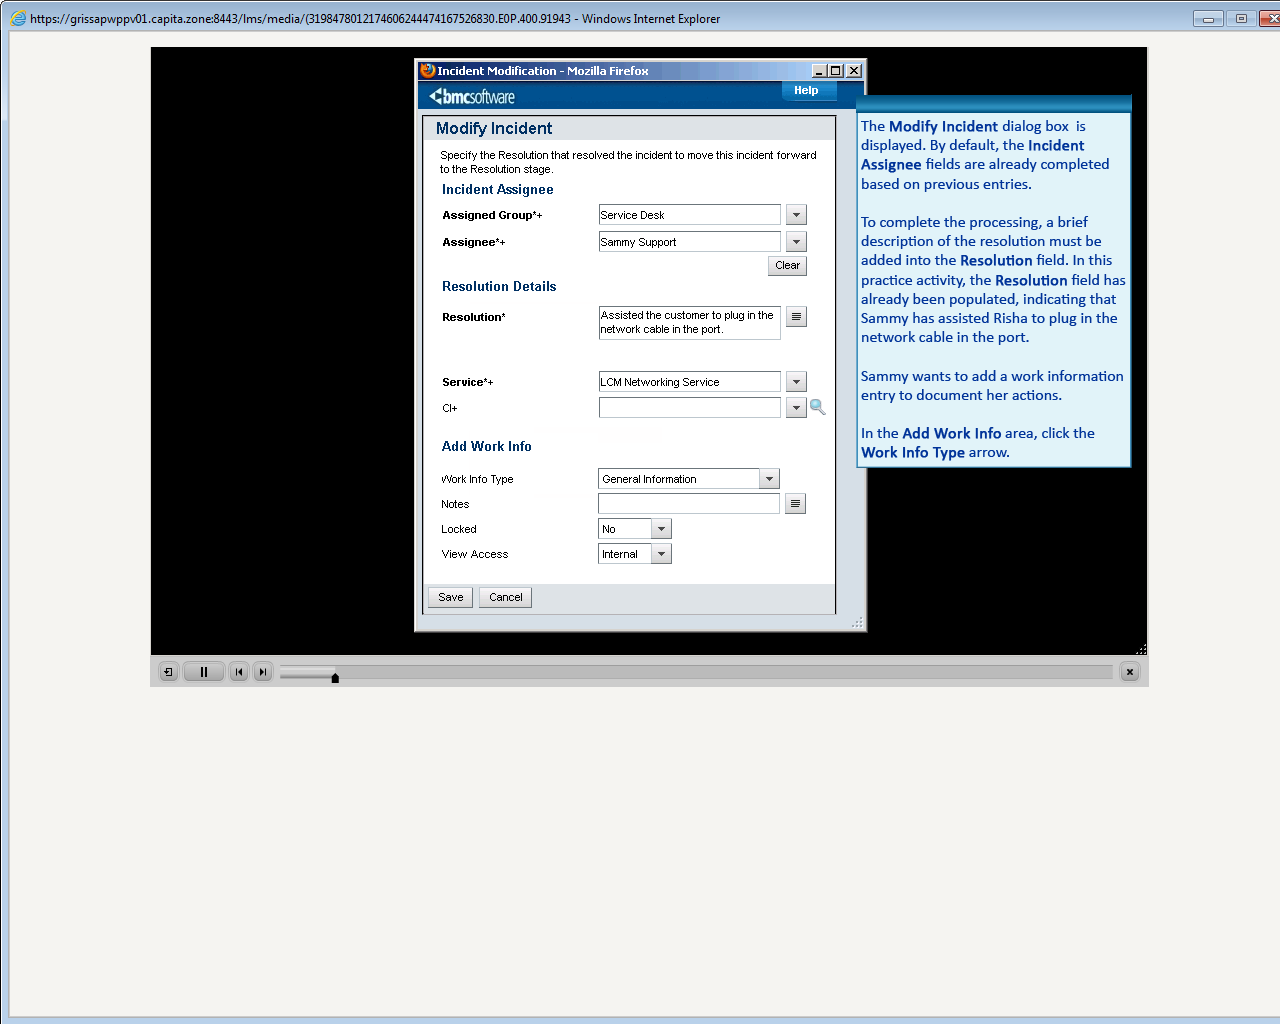 https://grissapwppv01.capita.zone:8443/lms/media/(3198478012174606244474167526830.E0P.400.91943 - Windows Internet Explorer
Incident Modification - Mozilla Firefox
bmcsoftware
Help
Modify Incident
Specify the Resolution that resolved the incident to move this incident forward
to the Resolution stage.
Incident Assignee
Assigned Group*+
Service Desk
Assignee*+
Sammy Support
Clear
Resolution Details
Resolution*
Assisted the customer to plug in the
network cable in the port.
Service*+
LCM Networking Service
CI+
Add Work Info
Work Info Type
General Information
Notes
Locked
No
View Access
Internal
Save
Cancel
The Modify Incident dialog box is
displayed. By default, the Incident
Assignee fields are already completed
based on previous entries.
To complete the processing, a brief
description of the resolution must be
added into the Resolution field. In this
practice activity, the Resolution field has
already been populated, indicating that
Sammy has assisted Risha to plug in the
network cable in the port.
Sammy wants to add a work information
entry to document her actions.
In the Add Work Info area, click the
Work Info Type arrow.